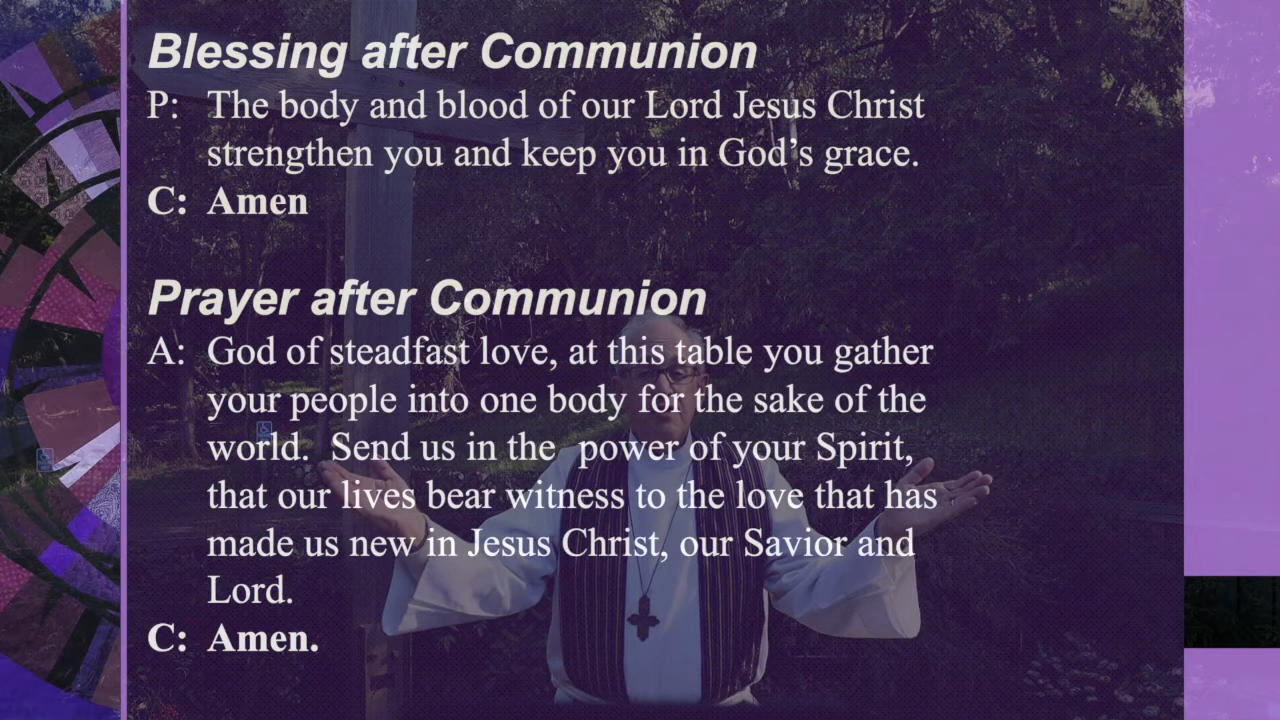 Blessing after Communion
P: The body and blood of our Lord Jesus Christ
strengthen you and keep you in God’s grace.
C: Amen
Prayer after Communion
A: God of steadfast love, at this table you gather
your people into one body for the sake of the
world.  Send us in the  power of your Spirit,
that our lives bear witness to the love that has
made us new in Jesus Christ, our Savior and
Lord.
C: Amen.